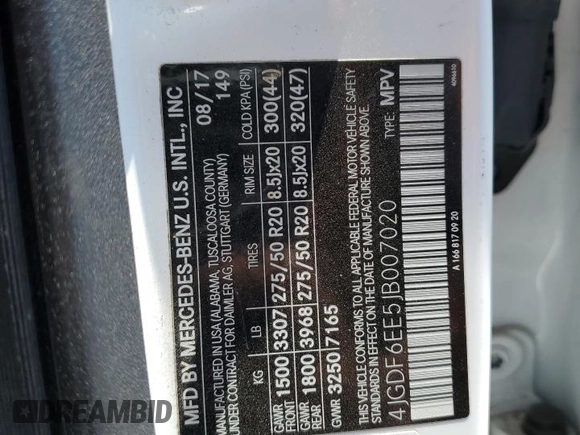 MFD BY MERCEDES-BENZ U.S. INTL., INC
MANUFACTURED IN USA (ALABAMA, TUSCALOOSA COUNTY) 08/17
UNDER CONTRACT FOR DAIMLER AG, STUTTGART (GERMANY) 149
KG LB TIRES RIM SIZE COLD KPA (PSI)
GAWR FRONT 1500 3307 275/50 R20 8.5Jx20 300(44)
GAWR REAR 1800 3968 275/50 R20 8.5Jx20 320(47)
GVWR 3250 7165
THIS VEHICLE CONFORMS TO ALL APPLICABLE FEDERAL MOTOR VEHICLE SAFETY
STANDARDS IN EFFECT ON THE DATE OF MANUFACTURE SHOWN ABOVE.
4JGDF6EE5JB007020 TYPE: MPV
A 166 817 09 20
4096610
BIDCARS